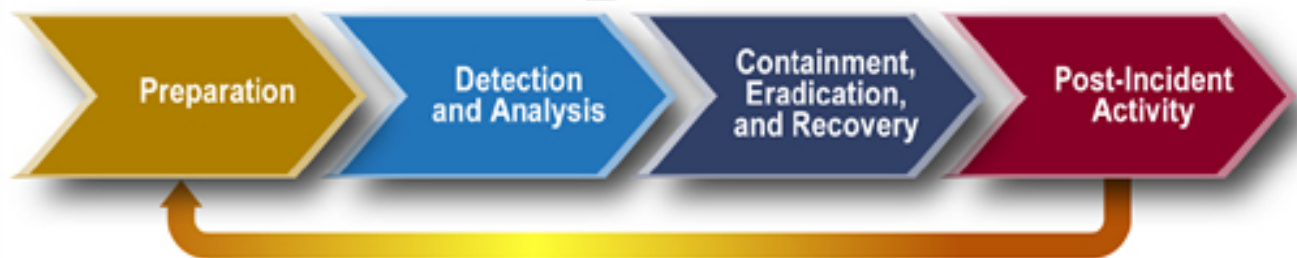 Preparation
Detection
and Analysis
Containment,
Eradication,
and Recovery
Post-Incident
Activity